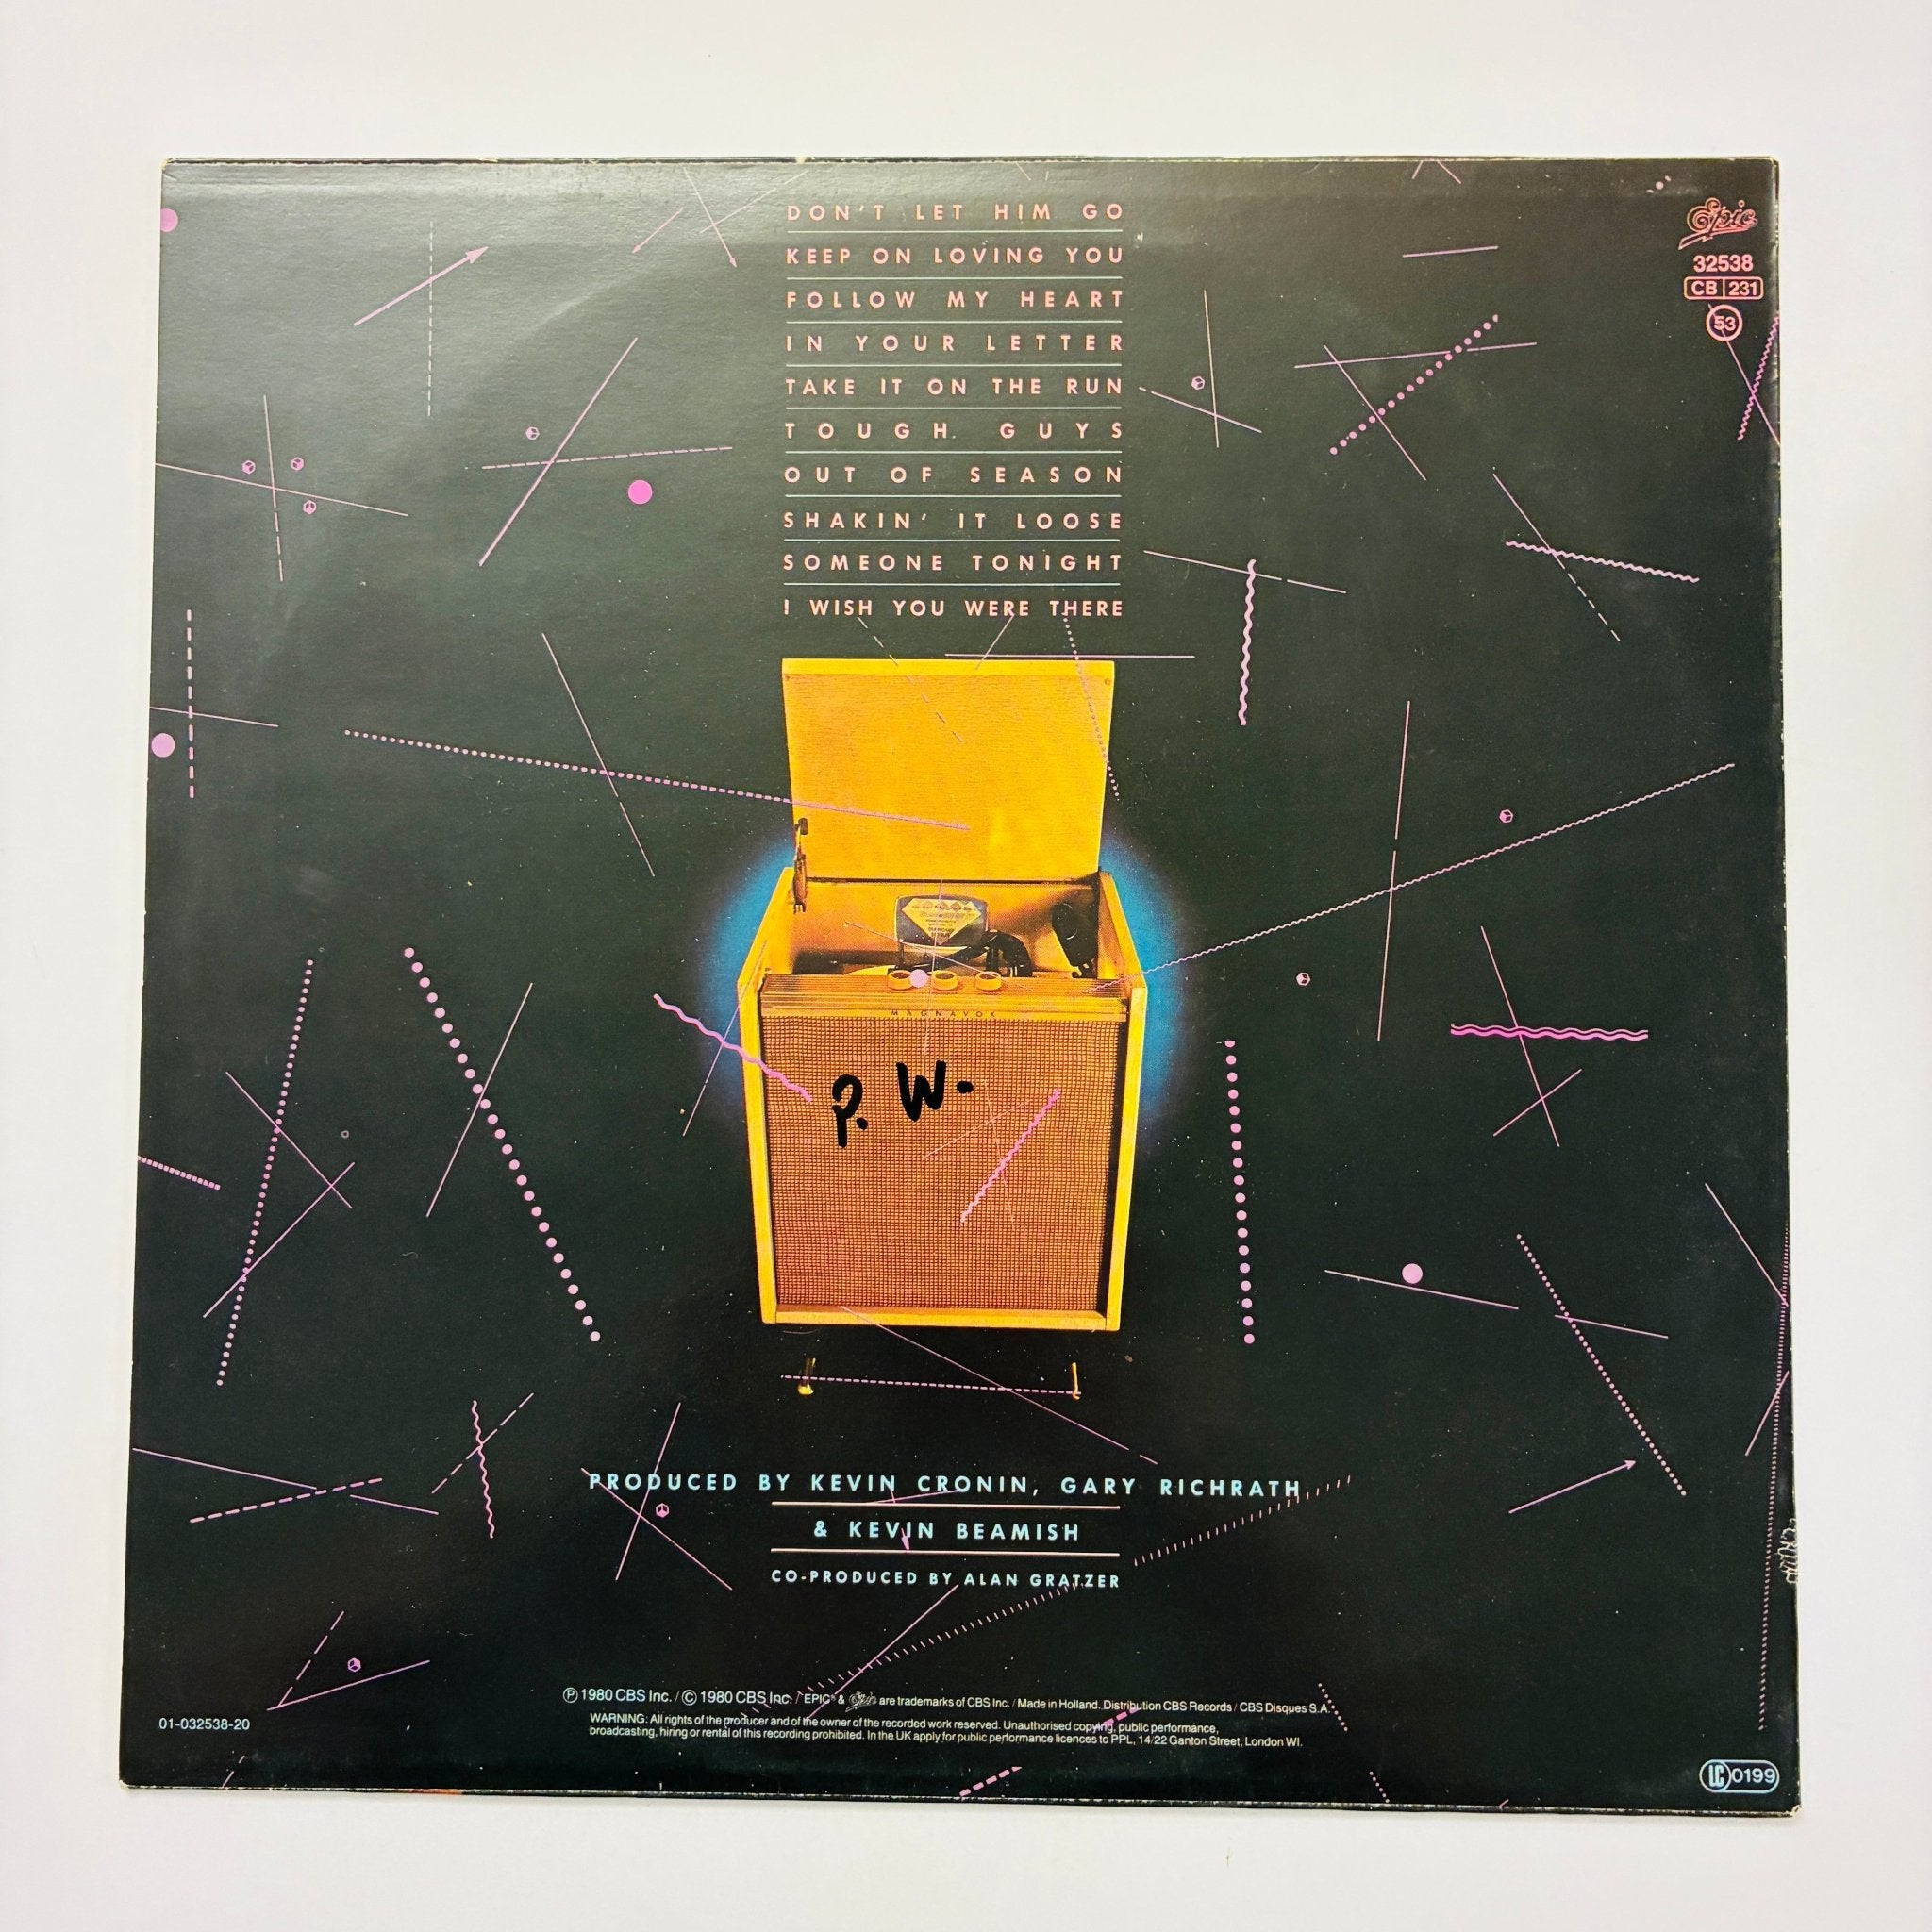 DON'T LET HIM GO
KEEP ON LOVING YOU
FOLLOW MY HEART
IN YOUR LETTER
TAKE IT ON THE RUN
TOUGH GUYS
OUT OF SEASON
SHAKIN' IT LOOSE
SOMEONE TONIGHT
I WISH YOU WERE THERE
Epic
32538
CB 231
53
MAGNAVOX
P. W.
PRODUCED BY KEVIN CRONIN, GARY RICHRATH
& KEVIN BEAMISH
CO-PRODUCED BY ALAN GRATZER
Ⓟ 1980 CBS Inc. / © 1980 CBS Inc. / EPIC® & Epic are trademarks of CBS Inc. / Made in Holland. Distribution CBS Records / CBS Disques S.A.
WARNING: All rights of the producer and of the owner of the recorded work reserved. Unauthorised copying, public performance,
broadcasting, hiring or rental of this recording prohibited. In the UK apply for public performance licences to PPL, 14/22 Ganton Street, London WI.
01-032538-20
LC 0199